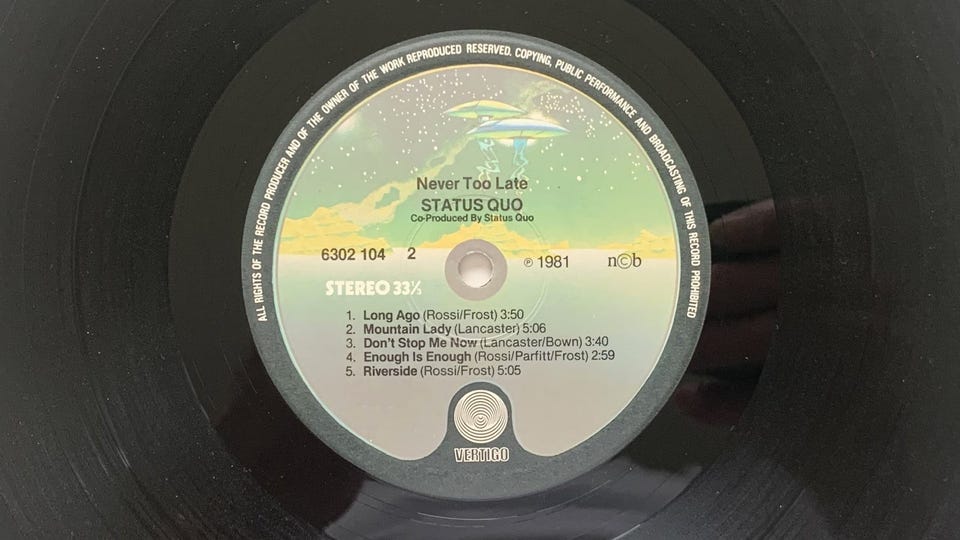 ALL RIGHTS OF THE RECORD PRODUCER AND OF THE OWNER OF THE WORK REPRODUCED RESERVED. COPYING, PUBLIC PERFORMANCE AND BROADCASTING OF THIS RECORD PROHIBITED
Never Too Late
STATUS QUO
Co-Produced By Status Quo
6302 104 2 ℗ 1981 n©b
STEREO 33⅓
1. Long Ago (Rossi/Frost) 3:50
2. Mountain Lady (Lancaster) 5:06
3. Don't Stop Me Now (Lancaster/Bown) 3:40
4. Enough Is Enough (Rossi/Parfitt/Frost) 2:59
5. Riverside (Rossi/Frost) 5:05
VERTIGO